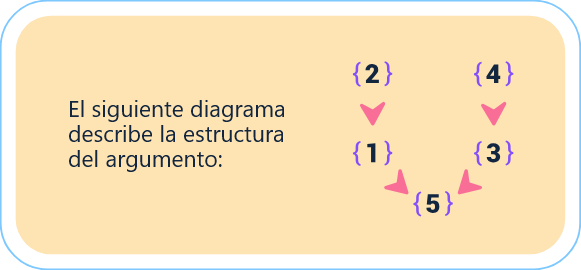 El siguiente diagrama
describe la estructura
del argumento:
{2} {4}
{1} {3}
{5}